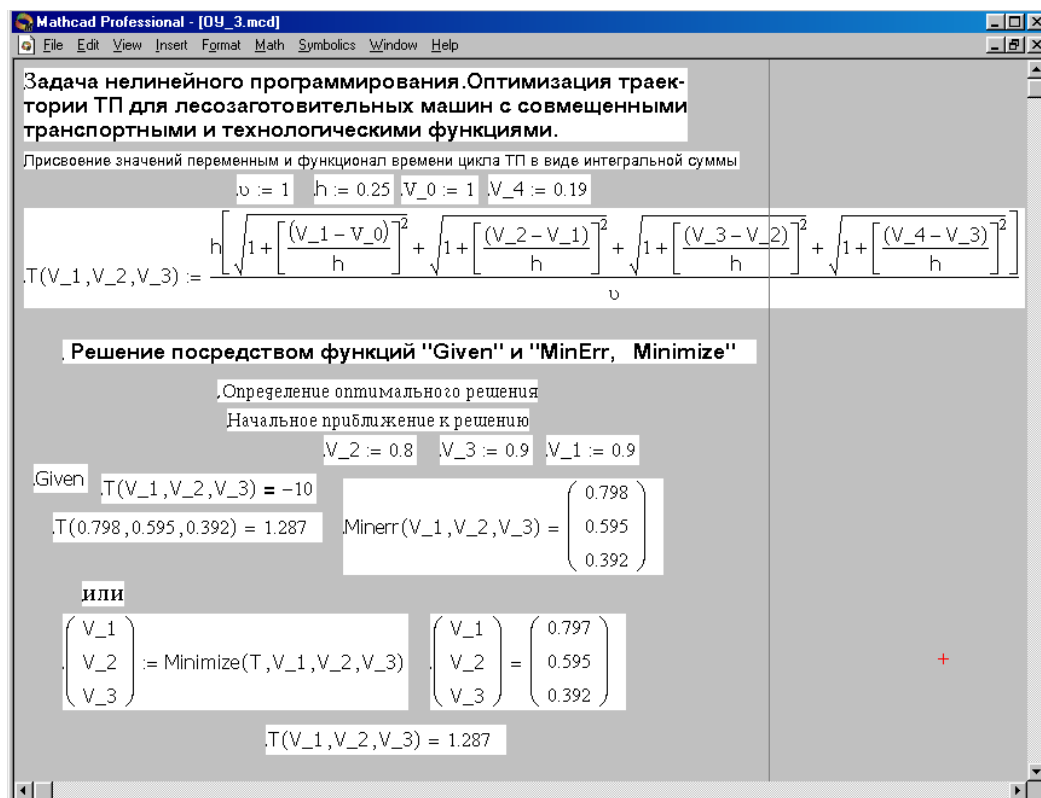 Mathcad Professional - [ОУ_3.mcd]
File Edit View Insert Format Math Symbolics Window Help
Задача нелинейного программирования.Оптимизация траек-
тории ТП для лесозаготовительных машин с совмещенными
транспортными и технологическими функциями.
Присвоение значений переменным и функционал времени цикла ТП в виде интегральной суммы
υ := 1 h := 0.25 V_0 := 1 V_4 := 0.19
T(V_1,V_2,V_3) := h[√(1 + [(V_1 − V_0)/h]²) + √(1 + [(V_2 − V_1)/h]²) + √(1 + [(V_3 − V_2)/h]²) + √(1 + [(V_4 − V_3)/h]²)] / υ
Решение посредством функций "Given" и "MinErr, Minimize"
Определение оптимального решения
Начальное приближение к решению
V_2 := 0.8 V_3 := 0.9 V_1 := 0.9
Given T(V_1,V_2,V_3) = −10
T(0.798,0.595,0.392) = 1.287 Minerr(V_1,V_2,V_3) = (0.798 0.595 0.392)
или
(V_1 V_2 V_3) := Minimize(T,V_1,V_2,V_3) (V_1 V_2 V_3) = (0.797 0.595 0.392)
T(V_1,V_2,V_3) = 1.287